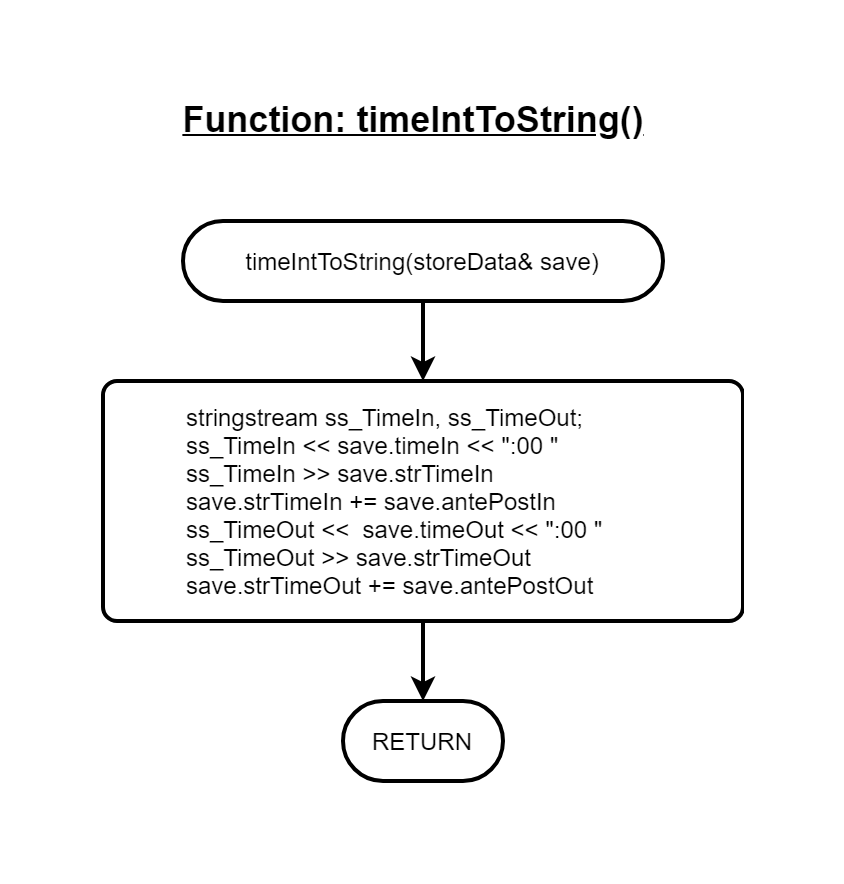 Function: timeIntToString()
timeIntToString(storeData& save)
stringstream ss_TimeIn, ss_TimeOut;
ss_TimeIn << save.timeIn << ":00 "
ss_TimeIn >> save.strTimeIn
save.strTimeIn += save.antePostIn
ss_TimeOut <<  save.timeOut << ":00 "
ss_TimeOut >> save.strTimeOut
save.strTimeOut += save.antePostOut
RETURN